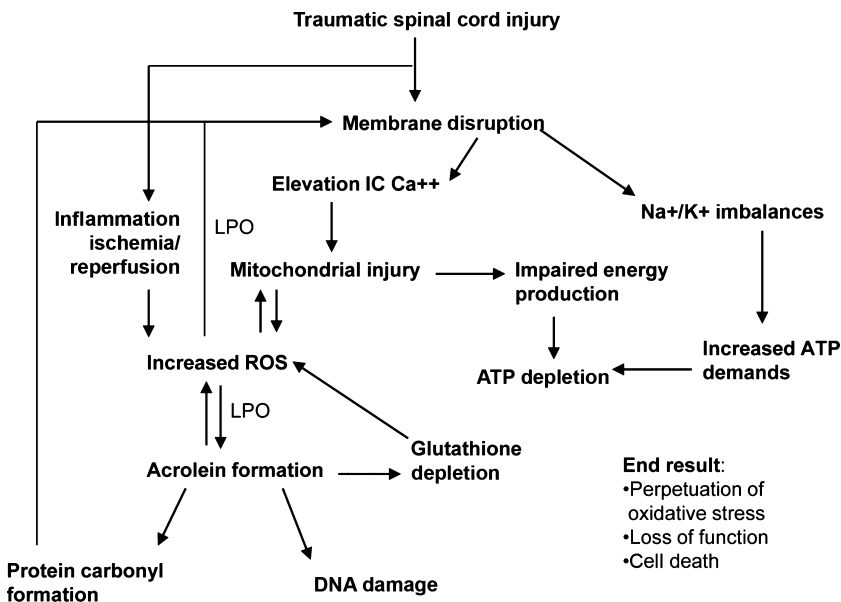 Traumatic spinal cord injury
Membrane disruption
Elevation IC Ca++
Na+/K+ imbalances
Inflammation
ischemia/
reperfusion
LPO
Mitochondrial injury
Impaired energy
production
Increased ROS
ATP depletion
Increased ATP
demands
LPO
Acrolein formation
Glutathione
depletion
End result:
•Perpetuation of
oxidative stress
•Loss of function
•Cell death
Protein carbonyl
formation
DNA damage